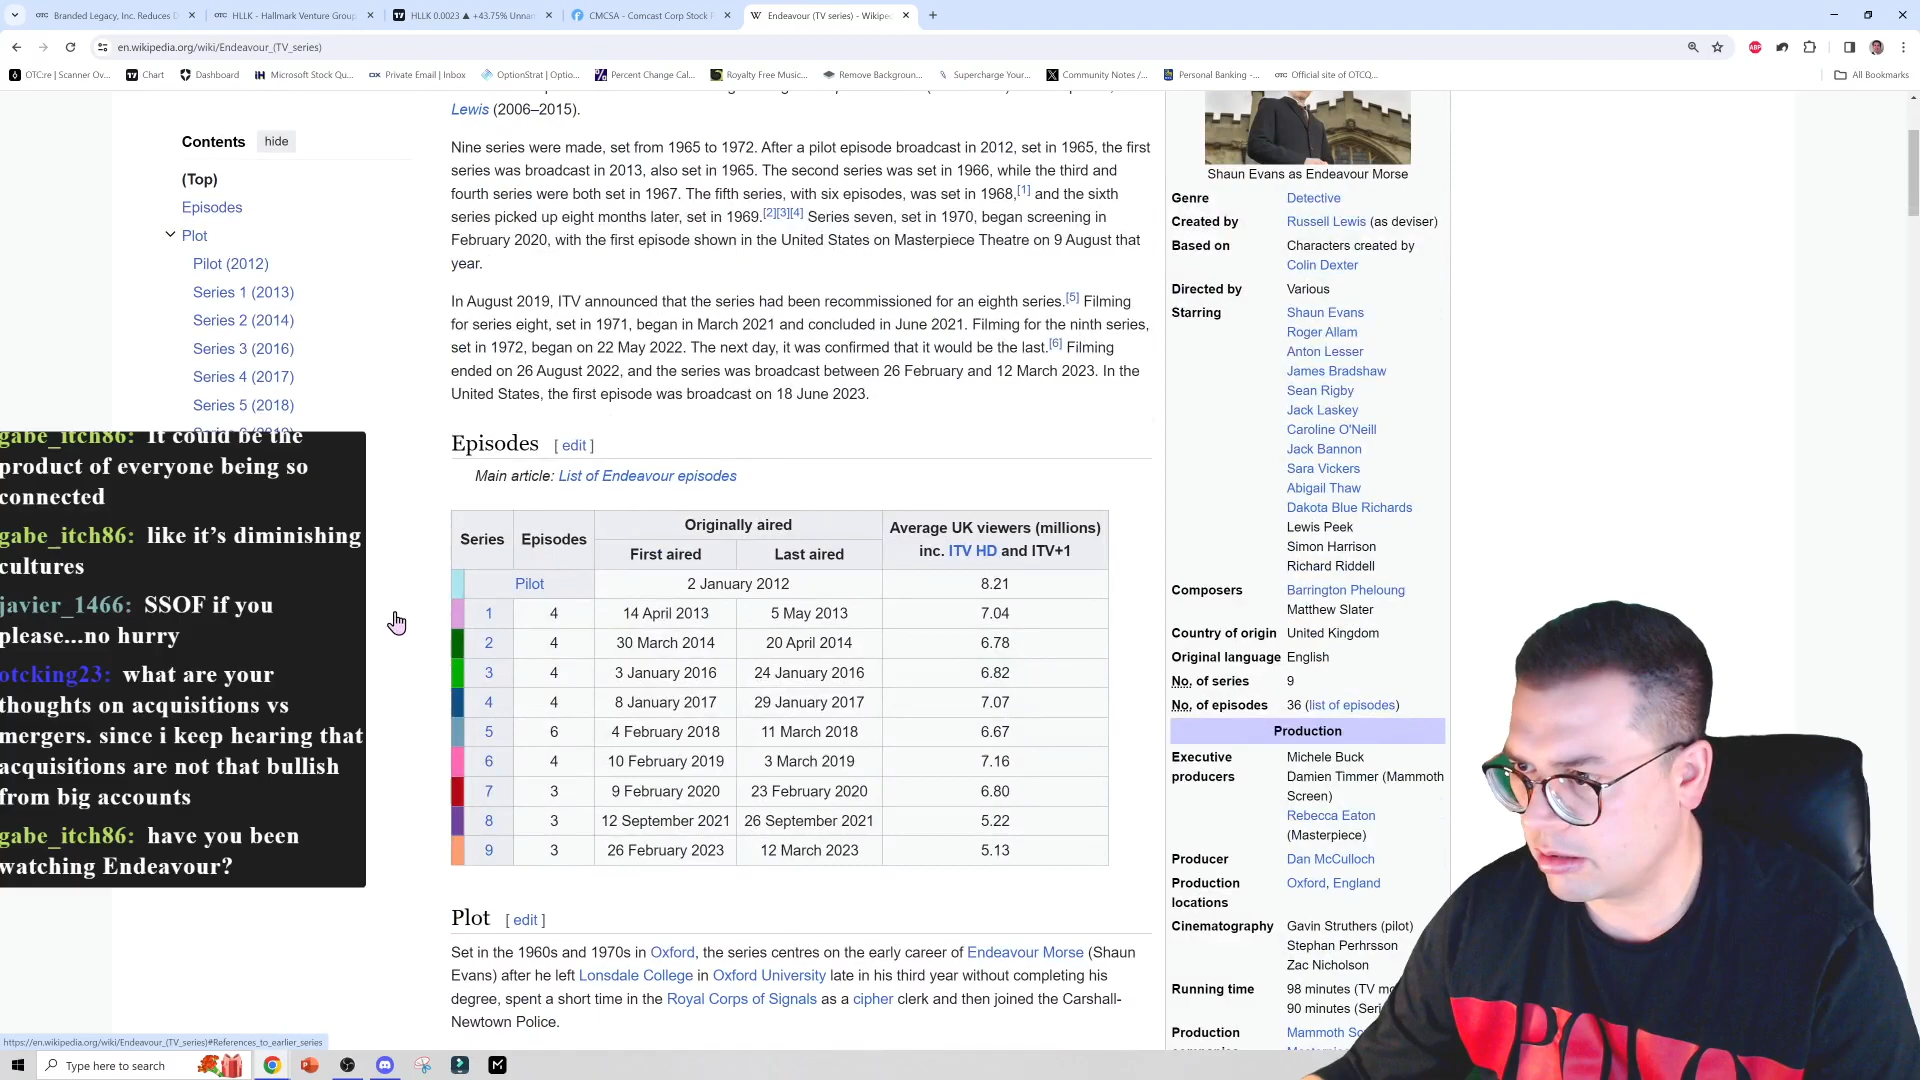 Branded Legacy, Inc. Reduces D
HLLK - Hallmark Venture Group
HLLK 0.0023 ▲ +43.75% Unnan
CMCSA - Comcast Corp Stock P
Endeavour (TV series) - Wikipe
en.wikipedia.org/wiki/Endeavour_(TV_series)
OTC:re | Scanner Ov...
Chart
Dashboard
Microsoft Stock Qu...
Private Email | Inbox
OptionStrat | Optio...
Percent Change Cal...
Royalty Free Music...
Remove Backgroun...
Supercharge Your...
Community Notes /...
Personal Banking -...
Official site of OTCQ...
All Bookmarks
Contents hide
(Top)
Episodes
Plot
Pilot (2012)
Series 1 (2013)
Series 2 (2014)
Series 3 (2016)
Series 4 (2017)
Series 5 (2018)
gabe_itch86: It could be the
product of everyone being so
connected
gabe_itch86: like it's diminishing
cultures
javier_1466: SSOF if you
please...no hurry
otcking23: what are your
thoughts on acquisitions vs
mergers. since i keep hearing that
acquisitions are not that bullish
from big accounts
gabe_itch86: have you been
watching Endeavour?
Lewis (2006–2015).
Nine series were made, set from 1965 to 1972. After a pilot episode broadcast in 2012, set in 1965, the first
series was broadcast in 2013, also set in 1965. The second series was set in 1966, while the third and
fourth series were both set in 1967. The fifth series, with six episodes, was set in 1968,[1] and the sixth
series picked up eight months later, set in 1969.[2][3][4] Series seven, set in 1970, began screening in
February 2020, with the first episode shown in the United States on Masterpiece Theatre on 9 August that
year.
In August 2019, ITV announced that the series had been recommissioned for an eighth series.[5] Filming
for series eight, set in 1971, began in March 2021 and concluded in June 2021. Filming for the ninth series,
set in 1972, began on 22 May 2022. The next day, it was confirmed that it would be the last.[6] Filming
ended on 26 August 2022, and the series was broadcast between 26 February and 12 March 2023. In the
United States, the first episode was broadcast on 18 June 2023.
Episodes [ edit ]
Main article: List of Endeavour episodes
Series Episodes Originally aired Average UK viewers (millions)
First aired Last aired inc. ITV HD and ITV+1
Pilot 2 January 2012 8.21
1 4 14 April 2013 5 May 2013 7.04
2 4 30 March 2014 20 April 2014 6.78
3 4 3 January 2016 24 January 2016 6.82
4 4 8 January 2017 29 January 2017 7.07
5 6 4 February 2018 11 March 2018 6.67
6 4 10 February 2019 3 March 2019 7.16
7 3 9 February 2020 23 February 2020 6.80
8 3 12 September 2021 26 September 2021 5.22
9 3 26 February 2023 12 March 2023 5.13
Plot [ edit ]
Set in the 1960s and 1970s in Oxford, the series centres on the early career of Endeavour Morse (Shaun
Evans) after he left Lonsdale College in Oxford University late in his third year without completing his
degree, spent a short time in the Royal Corps of Signals as a cipher clerk and then joined the Carshall-
Newtown Police.
Shaun Evans as Endeavour Morse
Genre Detective
Created by Russell Lewis (as deviser)
Based on Characters created by
Colin Dexter
Directed by Various
Starring Shaun Evans
Roger Allam
Anton Lesser
James Bradshaw
Sean Rigby
Jack Laskey
Caroline O'Neill
Jack Bannon
Sara Vickers
Abigail Thaw
Dakota Blue Richards
Lewis Peek
Simon Harrison
Richard Riddell
Composers Barrington Pheloung
Matthew Slater
Country of origin United Kingdom
Original language English
No. of series 9
No. of episodes 36 (list of episodes)
Production
Executive Michele Buck
producers Damien Timmer (Mammoth
Screen)
Rebecca Eaton
(Masterpiece)
Producer Dan McCulloch
Production Oxford, England
locations
Cinematography Gavin Struthers (pilot)
Stephan Perhrsson
Zac Nicholson
Running time 98 minutes (TV mo
90 minutes (Seri
Production Mammoth Sc
https://en.wikipedia.org/wiki/Endeavour_(TV_series)#References_to_earlier_series
Type here to search